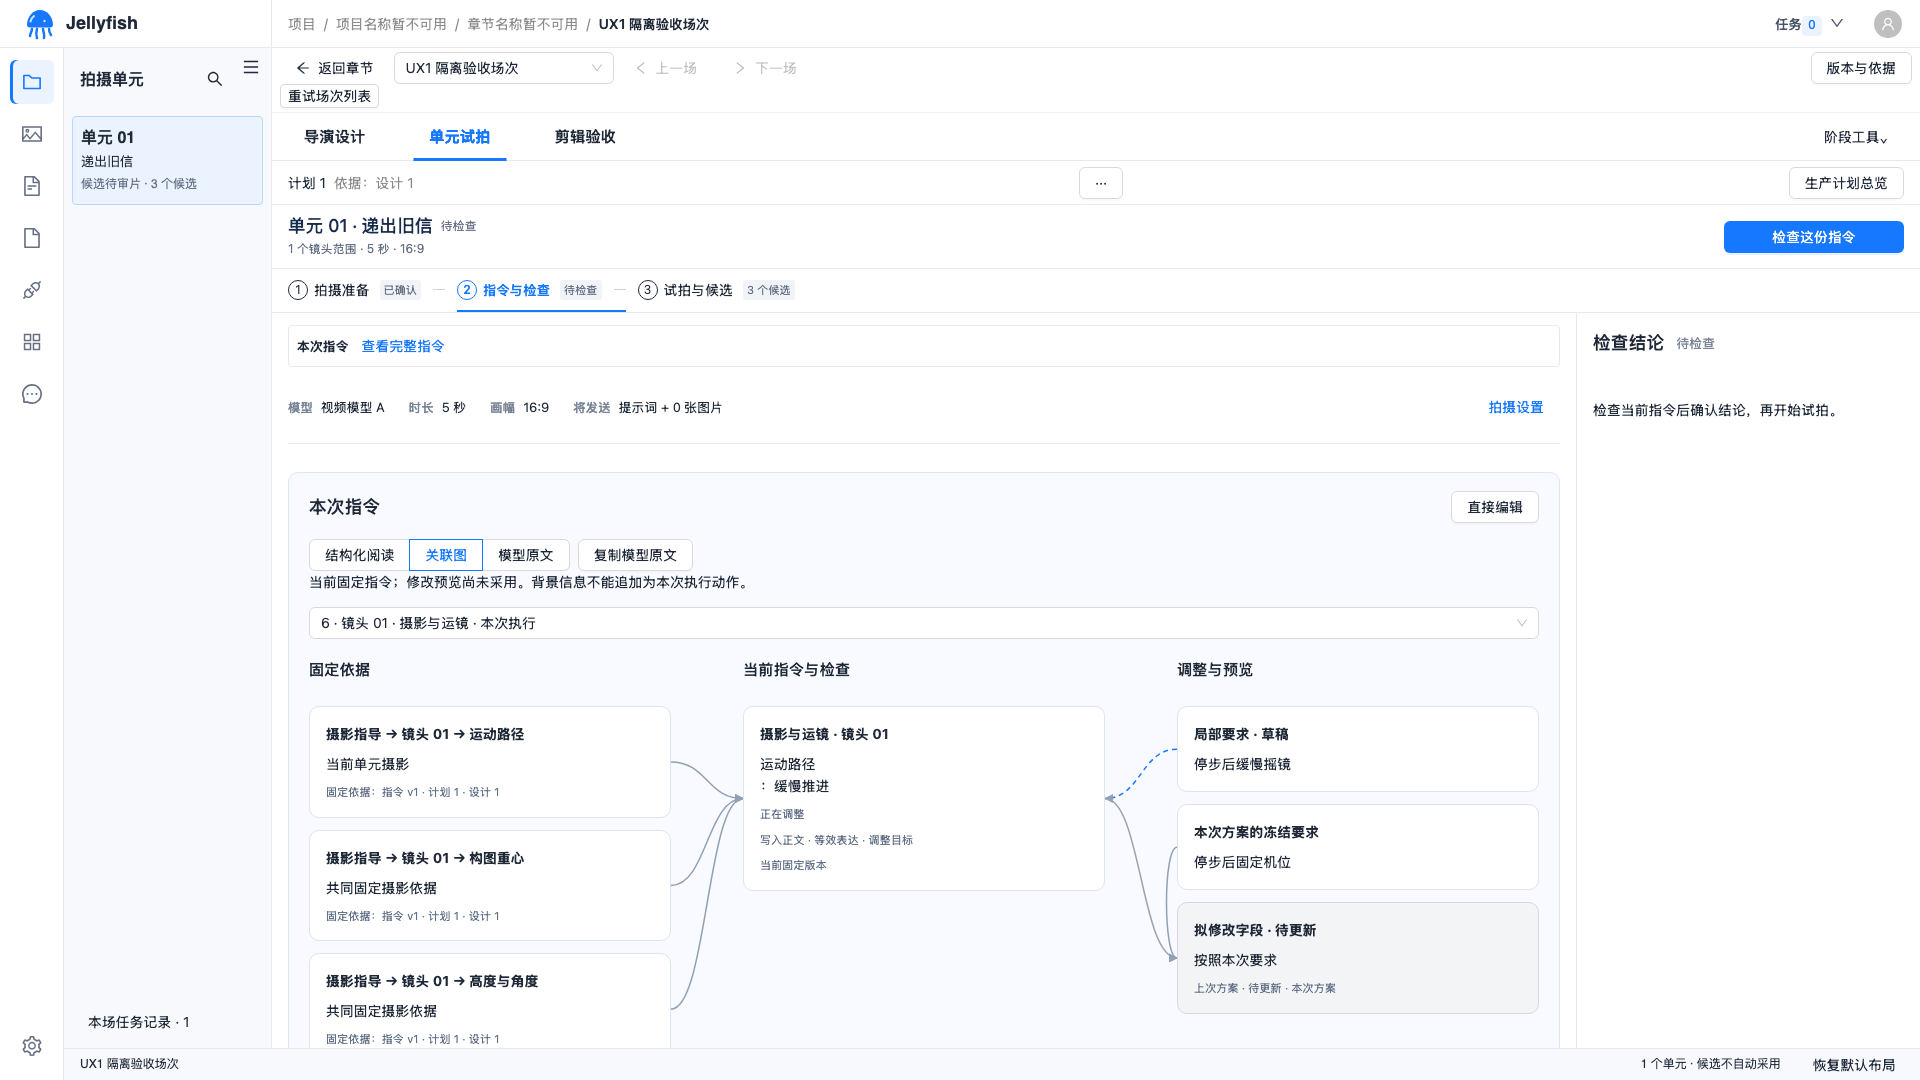 Jellyfish
项目 / 项目名称暂不可用 / 章节名称暂不可用 / UX1 隔离验收场次
任务 0
拍摄单元
返回章节
UX1 隔离验收场次
上一场
下一场
版本与依据
重试场次列表
单元 01
递出旧信
候选待审片 · 3 个候选
导演设计
单元试拍
剪辑验收
阶段工具
计划 1 依据：设计 1
...
生产计划总览
单元 01 · 递出旧信 待检查
1 个镜头范围 · 5 秒 · 16:9
检查这份指令
1 拍摄准备 已确认
2 指令与检查 待检查
3 试拍与候选 3 个候选
本次指令 查看完整指令
模型 视频模型 A 时长 5 秒 画幅 16:9 将发送 提示词 + 0 张图片
拍摄设置
检查结论 待检查
检查当前指令后确认结论，再开始试拍。
本次指令
直接编辑
结构化阅读
关联图
模型原文
复制模型原文
当前固定指令；修改预览尚未采用。背景信息不能追加为本次执行动作。
6 · 镜头 01 · 摄影与运镜 · 本次执行
固定依据
当前指令与检查
调整与预览
摄影指导 → 镜头 01 → 运动路径
当前单元摄影
固定依据：指令 v1 · 计划 1 · 设计 1
摄影指导 → 镜头 01 → 构图重心
共同固定摄影依据
固定依据：指令 v1 · 计划 1 · 设计 1
摄影指导 → 镜头 01 → 高度与角度
共同固定摄影依据
固定依据：指令 v1 · 计划 1 · 设计 1
摄影与运镜 · 镜头 01
运动路径
：缓慢推进
正在调整
写入正文 · 等效表达 · 调整目标
当前固定版本
局部要求 · 草稿
停步后缓慢摇镜
本次方案的冻结要求
停步后固定机位
拟修改字段 · 待更新
按照本次要求
上次方案 · 待更新 · 本次方案
本场任务记录 · 1
UX1 隔离验收场次
1 个单元 · 候选不自动采用
恢复默认布局